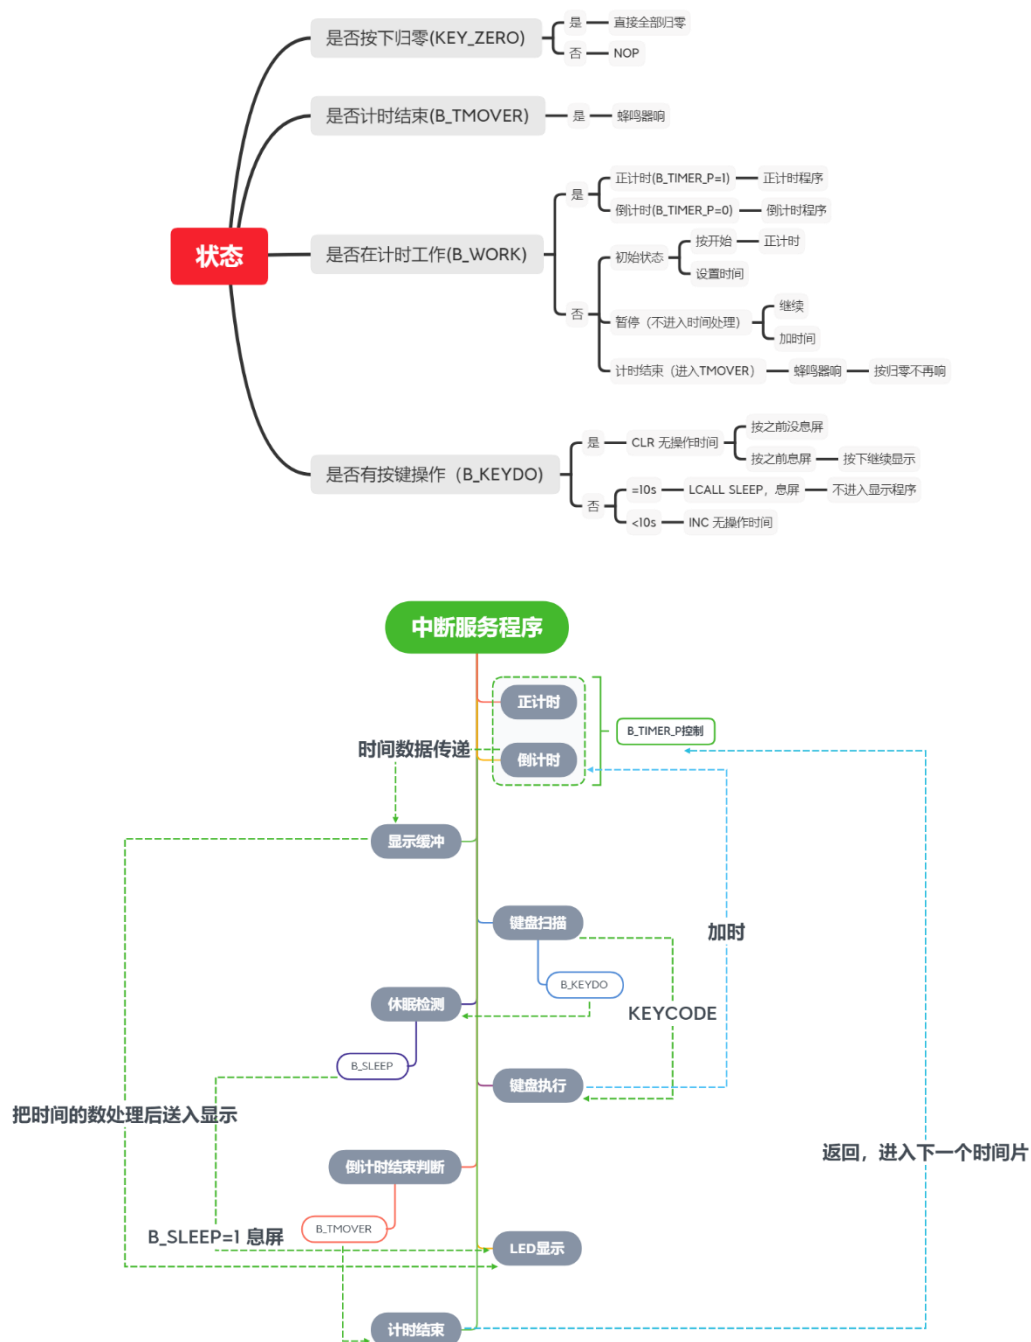 是否按下归零(KEY_ZERO)
是
直接全部归零
否
NOP
是否计时结束(B_TMOVER)
是
蜂鸣器响
状态
是否在计时工作(B_WORK)
是
正计时(B_TIMER_P=1)
正计时程序
倒计时(B_TIMER_P=0)
倒计时程序
否
初始状态
按开始
正计时
设置时间
暂停（不进入时间处理）
继续
加时间
计时结束（进入TMOVER）
蜂鸣器响
按归零不再响
是否有按键操作（B_KEYDO)
是
CLR 无操作时间
按之前没息屏
按之前息屏
按下继续显示
否
=10s
LCALL SLEEP，息屏
不进入显示程序
<10s
INC 无操作时间
中断服务程序
正计时
B_TIMER_P控制
时间数据传递
倒计时
显示缓冲
键盘扫描
加时
B_KEYDO
休眠检测
KEYCODE
B_SLEEP
键盘执行
把时间的数处理后送入显示
返回，进入下一个时间片
倒计时结束判断
B_TMOVER
B_SLEEP=1 息屏
LED显示
计时结束